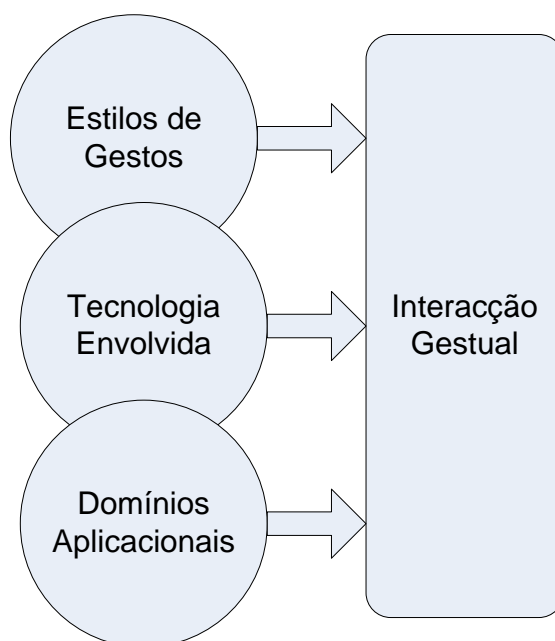 Estilos de
Gestos
Tecnologia
Envolvida
Interacção
Gestual
Domínios
Aplicacionais